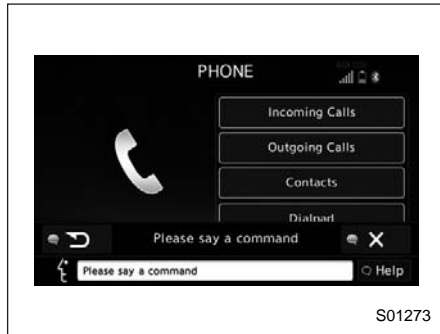 PHONE
Incoming Calls
Outgoing Calls
Contacts
Dialpad
Please say a command
Please say a command
Help
S01273